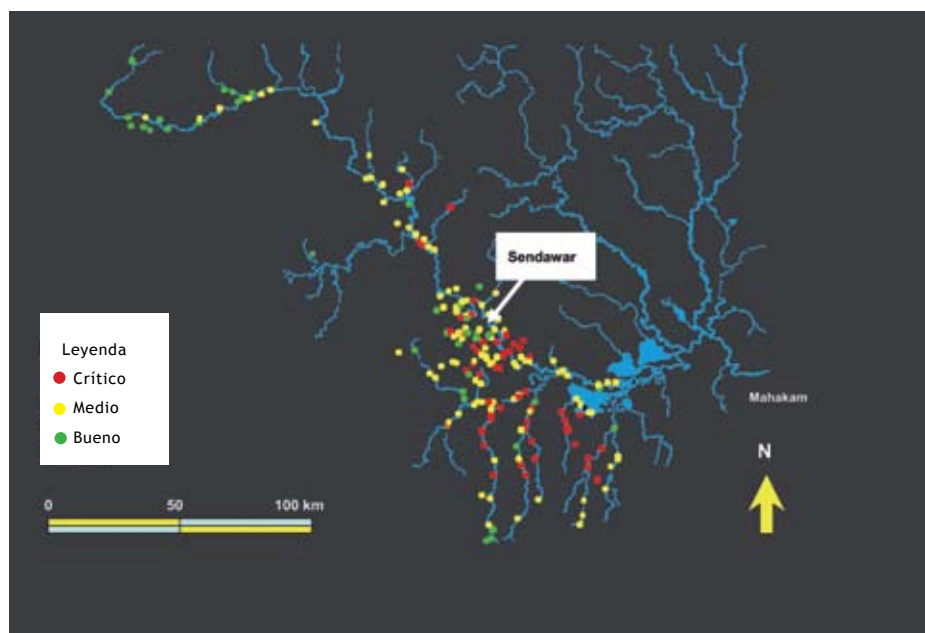 Sendawar
Leyenda
Crítico
Medio
Bueno
Mahakam
N
0 50 100 km